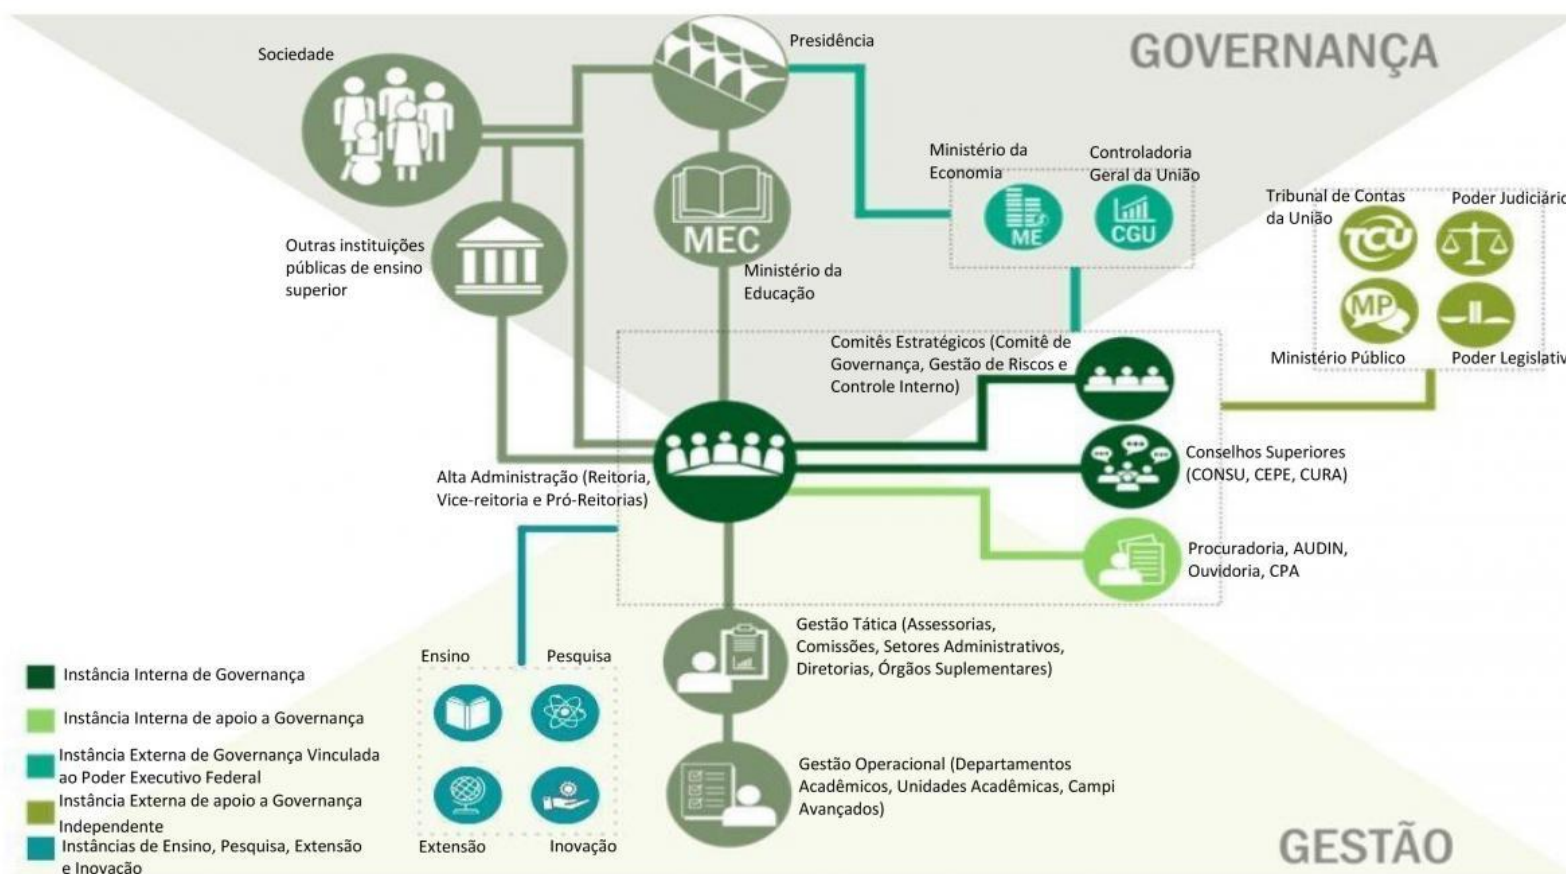 GOVERNANÇA
Sociedade
Presidência
Ministério da
Economia
Controladoria
Geral da União
ME
CGU
Tribunal de Contas
da União
Poder Judiciário
TCU
MP
Ministério Público
Poder Legislativ
Outras instituições
públicas de ensino
superior
MEC
Ministério da
Educação
Comitês Estratégicos (Comitê de
Governança, Gestão de Riscos e
Controle Interno)
Conselhos Superiores
(CONSU, CEPE, CURA)
Alta Administração (Reitoria,
Vice-reitoria e Pró-Reitorias)
Procuradoria, AUDIN,
Ouvidoria, CPA
Gestão Tática (Assessorias,
Comissões, Setores Administrativos,
Diretorias, Órgãos Suplementares)
Ensino
Pesquisa
Extensão
Inovação
Gestão Operacional (Departamentos
Acadêmicos, Unidades Acadêmicas, Campi
Avançados)
Instância Interna de Governança
Instância Interna de apoio a Governança
Instância Externa de Governança Vinculada
ao Poder Executivo Federal
Instância Externa de apoio a Governança
Independente
Instâncias de Ensino, Pesquisa, Extensão
e Inovação
GESTÃO